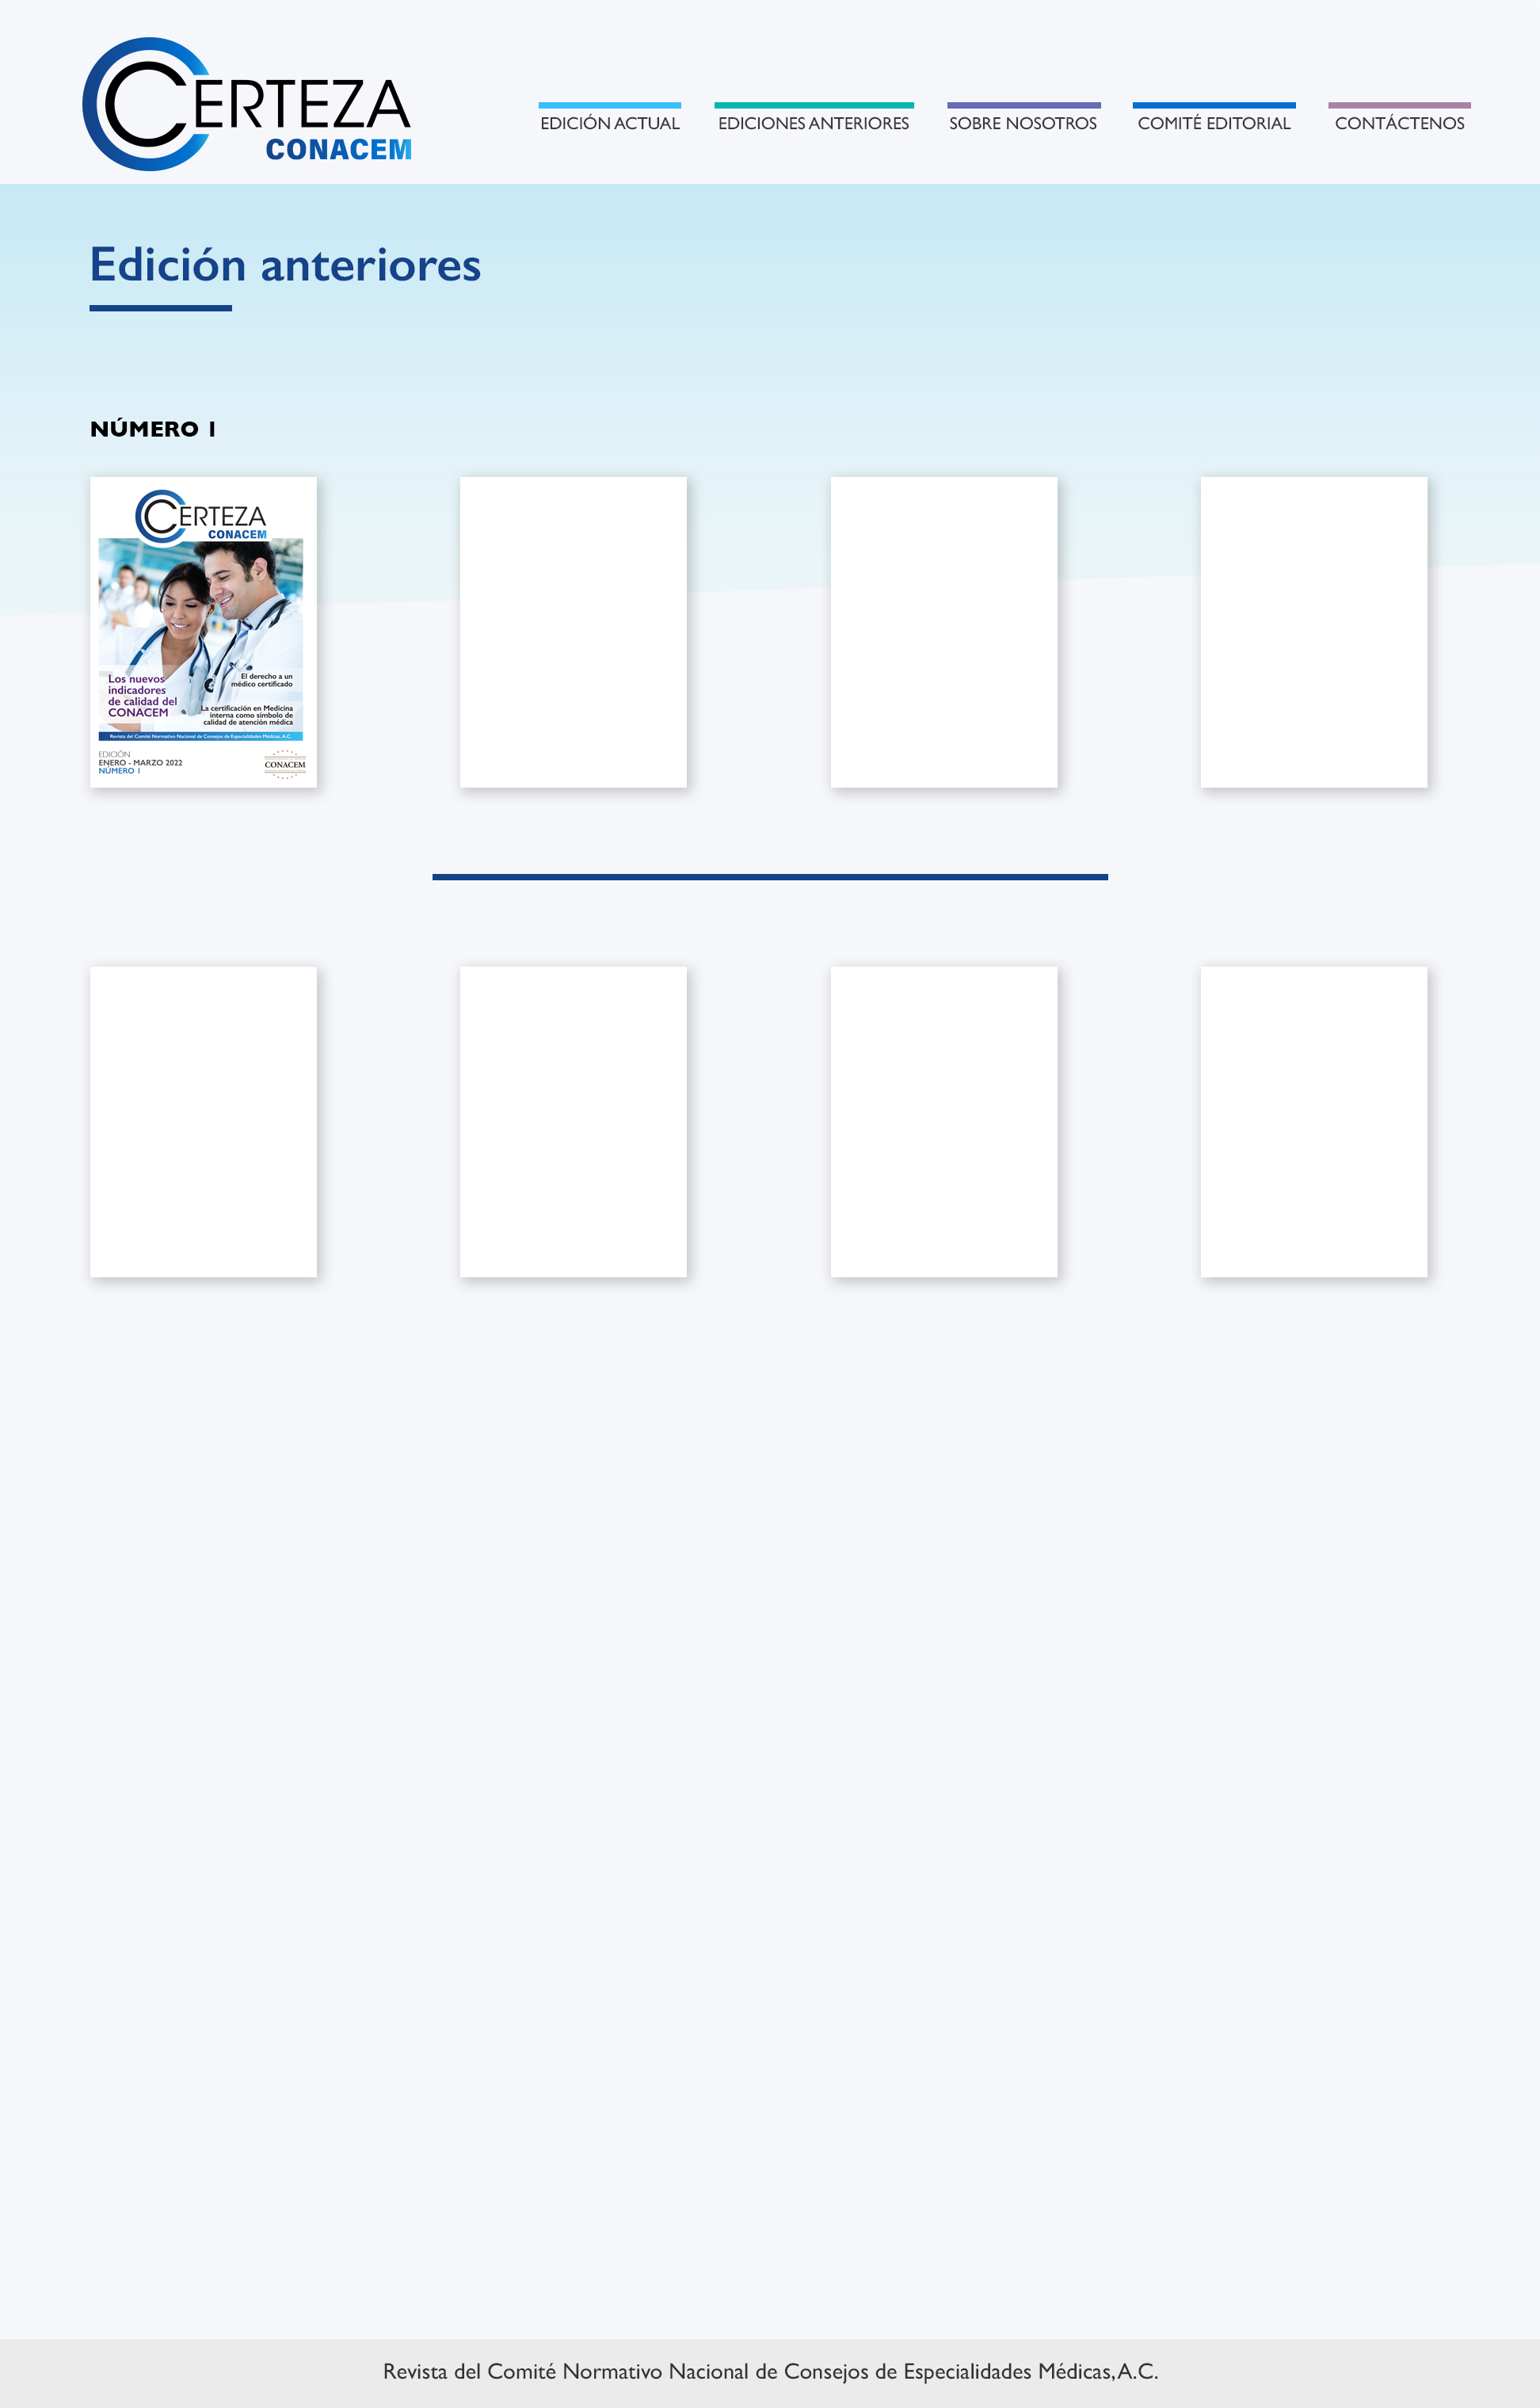 CERTEZA
CONACEM
EDICIÓN ACTUAL
EDICIONES ANTERIORES
SOBRE NOSOTROS
COMITÉ EDITORIAL
CONTÁCTENOS
Edición anteriores
NÚMERO 1
CERTEZA
CONACEM
Los nuevos
indicadores
de calidad del
CONACEM
El derecho a un
médico certificado
La certificación en Medicina
interna como símbolo de
calidad de atención médica
Revista del Comité Normativo Nacional de Consejos de Especialidades Médicas, A.C.
EDICIÓN
ENERO - MARZO 2022
NÚMERO 1
CONACEM
Revista del Comité Normativo Nacional de Consejos de Especialidades Médicas, A.C.